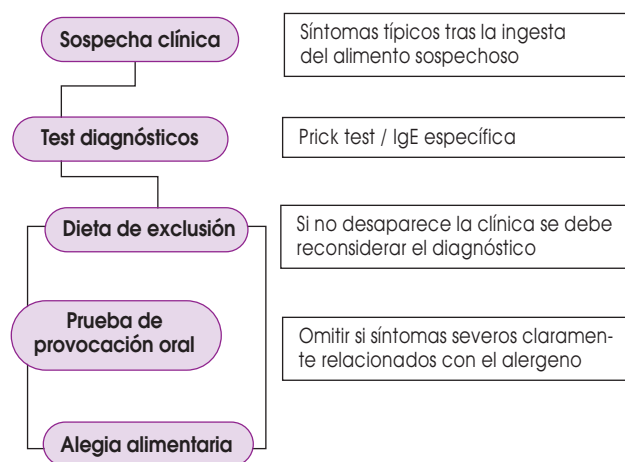 Sospecha clínica
Síntomas típicos tras la ingesta
del alimento sospechoso
Test diagnósticos
Prick test / IgE específica
Dieta de exclusión
Si no desaparece la clínica se debe
reconsiderar el diagnóstico
Prueba de
provocación oral
Omitir si síntomas severos claramen-
te relacionados con el alergeno
Alegia alimentaria